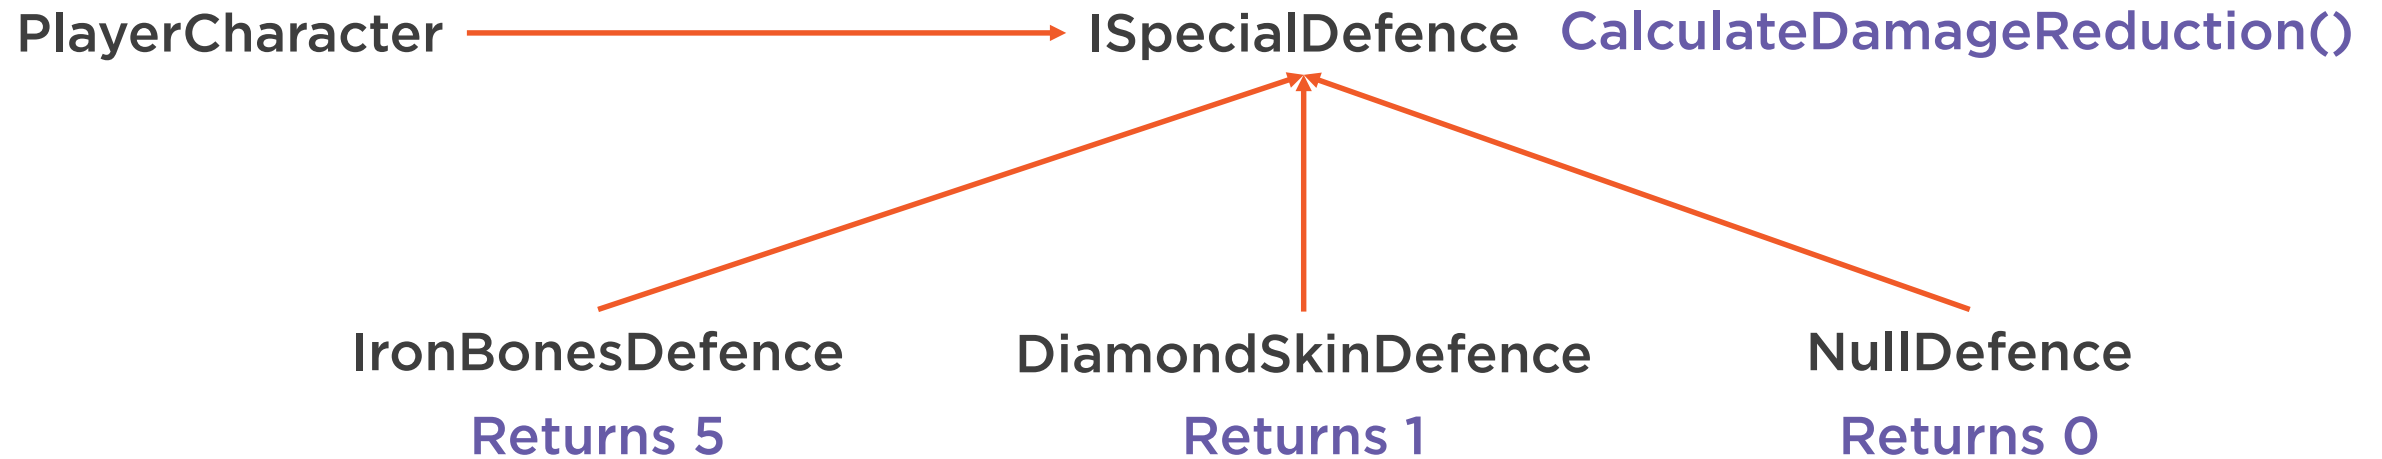 PlayerCharacter ISpecialDefence CalculateDamageReduction()
IronBonesDefence DiamondSkinDefence NullDefence
Returns 5 Returns 1 Returns 0